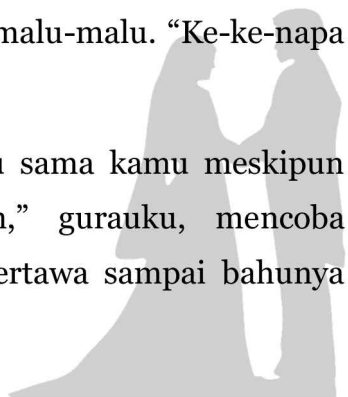 malu-malu. “Ke-ke-napa
sama kamu meskipun
,” gurauku, mencoba
ertawa sampai bahunya